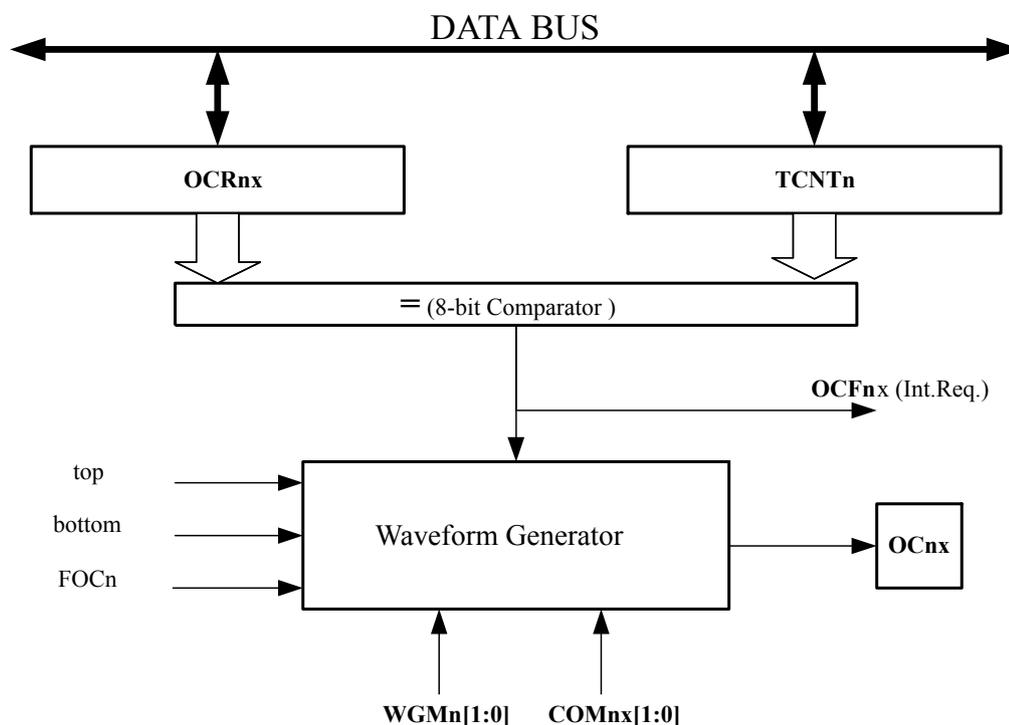 DATA BUS
OCRnx
TCNTn
= (8-bit Comparator )
OCFnx (Int.Req.)
top
bottom
FOCn
Waveform Generator
OCnx
WGMn[1:0]
COMnx[1:0]